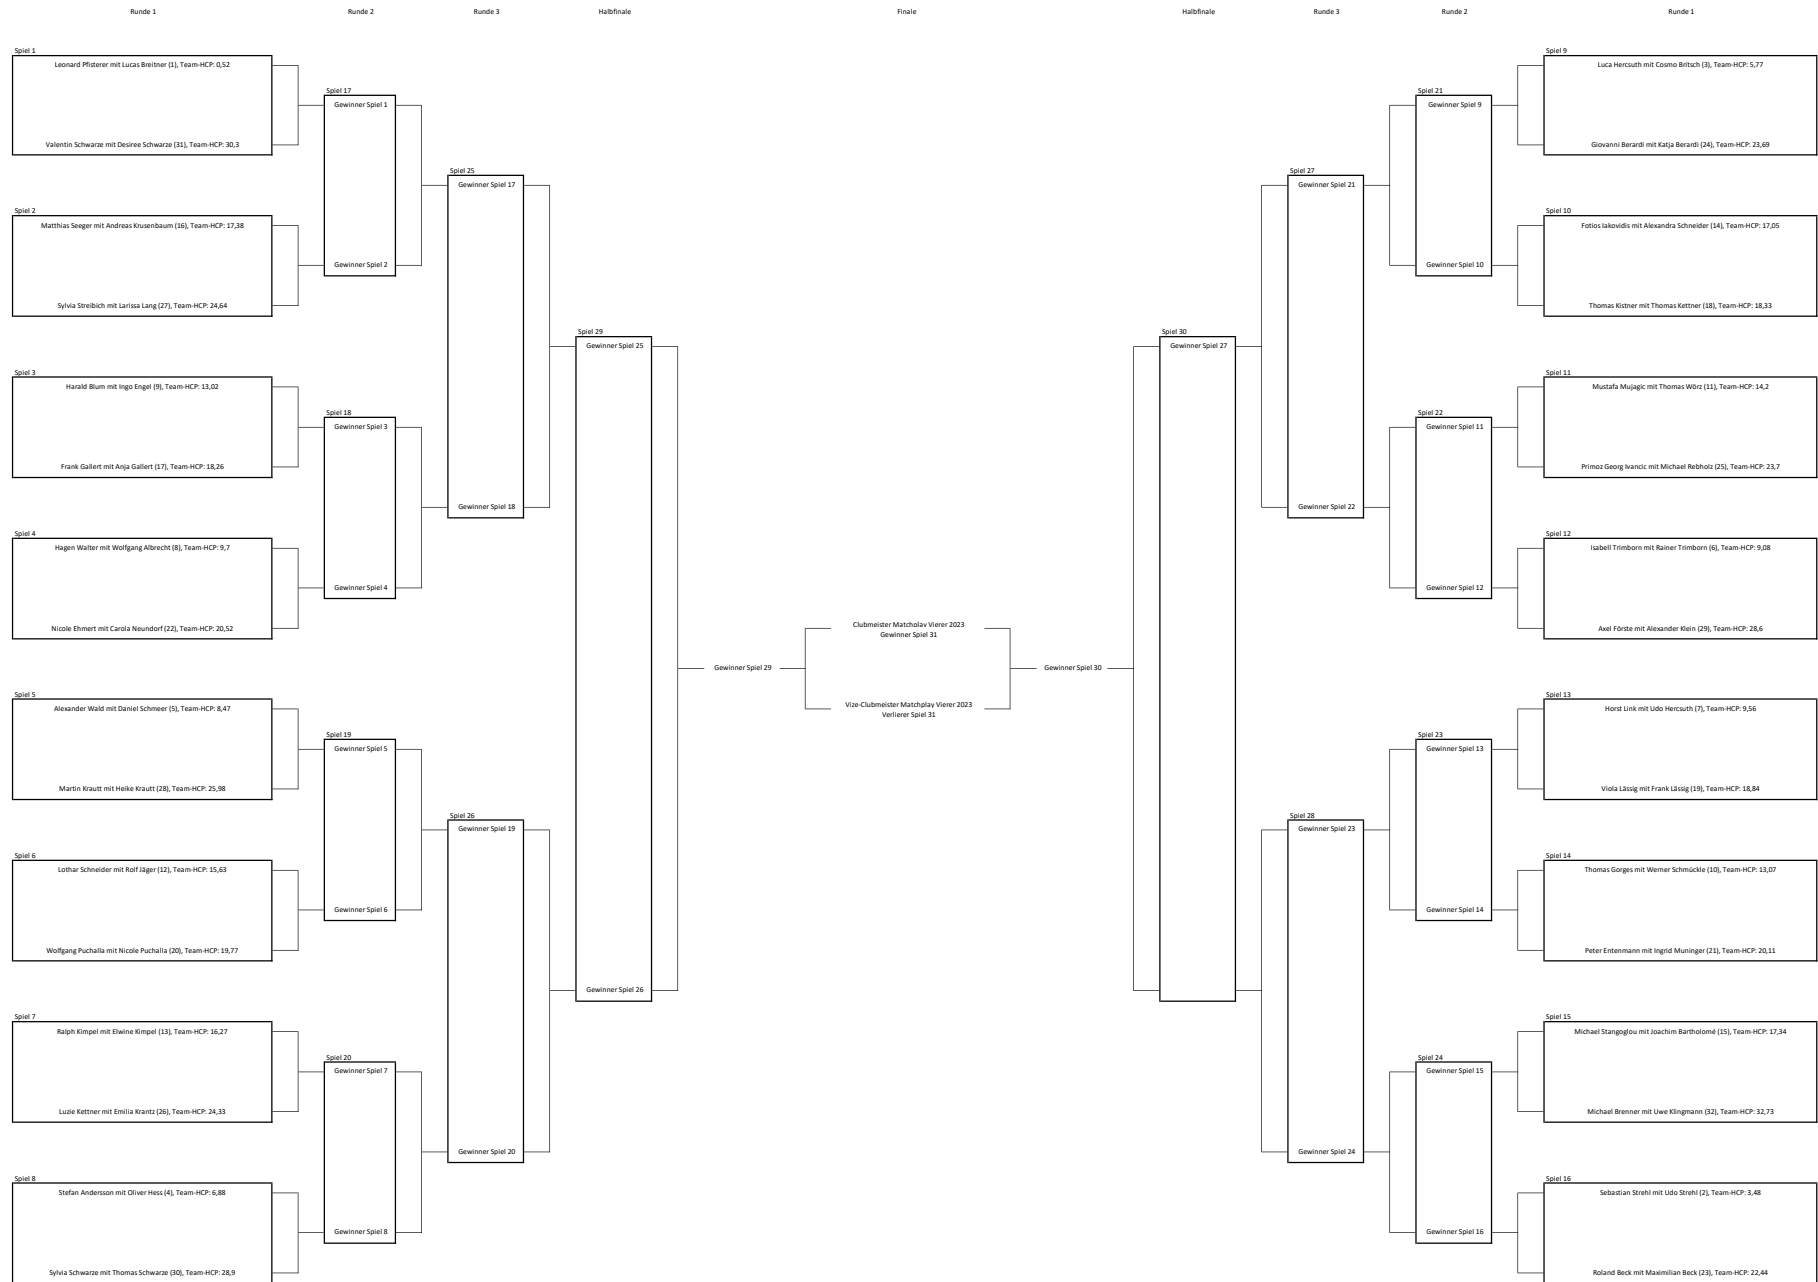 Runde 1
Runde 2
Runde 3
Halbfinale
Finale
Halbfinale
Runde 3
Runde 2
Runde 1
Spiel 1
Leonard Pfisterer mit Lucas Breitner (1), Team-HCP: 0,52
Valentin Schwarze mit Desiree Schwarze (31), Team-HCP: 30,3
Spiel 2
Matthias Seeger mit Andreas Krusenbaum (16), Team-HCP: 17,38
Sylvia Streibich mit Larissa Lang (27), Team-HCP: 24,64
Spiel 3
Harald Blum mit Ingo Engel (9), Team-HCP: 13,02
Frank Gallert mit Anja Gallert (17), Team-HCP: 18,26
Spiel 4
Hagen Walter mit Wolfgang Albrecht (8), Team-HCP: 9,7
Nicole Ehmert mit Carola Neundorf (22), Team-HCP: 20,52
Spiel 5
Alexander Wald mit Daniel Schmeer (5), Team-HCP: 8,47
Martin Krautt mit Heike Krautt (28), Team-HCP: 25,98
Spiel 6
Lothar Schneider mit Rolf Jäger (12), Team-HCP: 15,63
Wolfgang Puchalla mit Nicole Puchalla (20), Team-HCP: 19,77
Spiel 7
Ralph Kimpel mit Elwine Kimpel (13), Team-HCP: 16,27
Luzie Kettner mit Emilia Krantz (26), Team-HCP: 24,33
Spiel 8
Stefan Andersson mit Oliver Hess (4), Team-HCP: 6,88
Sylvia Schwarze mit Thomas Schwarze (30), Team-HCP: 28,9
Spiel 17
Gewinner Spiel 1
Gewinner Spiel 2
Spiel 18
Gewinner Spiel 3
Gewinner Spiel 4
Spiel 19
Gewinner Spiel 5
Gewinner Spiel 6
Spiel 20
Gewinner Spiel 7
Gewinner Spiel 8
Spiel 25
Gewinner Spiel 17
Gewinner Spiel 18
Spiel 26
Gewinner Spiel 19
Gewinner Spiel 20
Spiel 29
Gewinner Spiel 25
Gewinner Spiel 26
Gewinner Spiel 29
Clubmeister Matchplay Vierer 2023
Gewinner Spiel 31
Vize-Clubmeister Matchplay Vierer 2023
Verlierer Spiel 31
Gewinner Spiel 30
Spiel 30
Gewinner Spiel 27
Spiel 27
Gewinner Spiel 21
Gewinner Spiel 22
Spiel 28
Gewinner Spiel 23
Gewinner Spiel 24
Spiel 21
Gewinner Spiel 9
Gewinner Spiel 10
Spiel 22
Gewinner Spiel 11
Gewinner Spiel 12
Spiel 23
Gewinner Spiel 13
Gewinner Spiel 14
Spiel 24
Gewinner Spiel 15
Gewinner Spiel 16
Spiel 9
Luca Hercsuth mit Cosmo Britsch (3), Team-HCP: 5,77
Giovanni Berardi mit Katja Berardi (24), Team-HCP: 23,69
Spiel 10
Fotios Iakovidis mit Alexandra Schneider (14), Team-HCP: 17,05
Thomas Kistner mit Thomas Kettner (18), Team-HCP: 18,33
Spiel 11
Mustafa Mujagic mit Thomas Wörz (11), Team-HCP: 14,2
Primoz Georg Ivancic mit Michael Rebholz (25), Team-HCP: 23,7
Spiel 12
Isabell Trimborn mit Rainer Trimborn (6), Team-HCP: 9,08
Axel Förste mit Alexander Klein (29), Team-HCP: 28,6
Spiel 13
Horst Link mit Udo Hercsuth (7), Team-HCP: 9,56
Viola Lässig mit Frank Lässig (19), Team-HCP: 18,84
Spiel 14
Thomas Gorges mit Werner Schmückle (10), Team-HCP: 13,07
Peter Entenmann mit Ingrid Muninger (21), Team-HCP: 20,11
Spiel 15
Michael Stangoglou mit Joachim Bartholomé (15), Team-HCP: 17,34
Michael Brenner mit Uwe Klingmann (32), Team-HCP: 32,73
Spiel 16
Sebastian Strehl mit Udo Strehl (2), Team-HCP: 3,48
Roland Beck mit Maximilian Beck (23), Team-HCP: 22,44